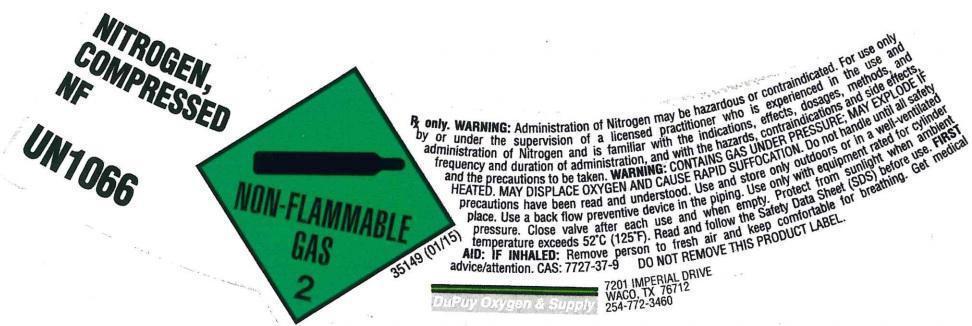 NITROGEN,
COMPRESSED
NF
UN1066
NON-FLAMMABLE
GAS
2
35149 (01/15)
Rx only. WARNING: Administration of Nitrogen may be hazardous or contraindicated. For use only
by or under the supervision of a licensed practitioner who is experienced in the use and
administration of Nitrogen and is familiar with the indications, effects, dosages, methods, and
frequency and duration of administration, and with the hazards, contraindications and side effects,
and the precautions to be taken. WARNING: CONTAINS GAS UNDER PRESSURE; MAY EXPLODE IF
HEATED. MAY DISPLACE OXYGEN AND CAUSE RAPID SUFFOCATION. Do not handle until all safety
precautions have been read and understood. Use and store only outdoors or in a well-ventilated
place. Use a back flow preventive device in the piping. Use only with equipment rated for cylinder
pressure. Close valve after each use and when empty. Protect from sunlight when ambient
temperature exceeds 52°C (125°F). Read and follow the Safety Data Sheet (SDS) before use. FIRST
AID: IF INHALED: Remove person to fresh air and keep comfortable for breathing. Get medical
advice/attention. CAS: 7727-37-9 DO NOT REMOVE THIS PRODUCT LABEL.
DuPuy Oxygen & Supply
7201 IMPERIAL DRIVE
WACO, TX 76712
254-772-3460